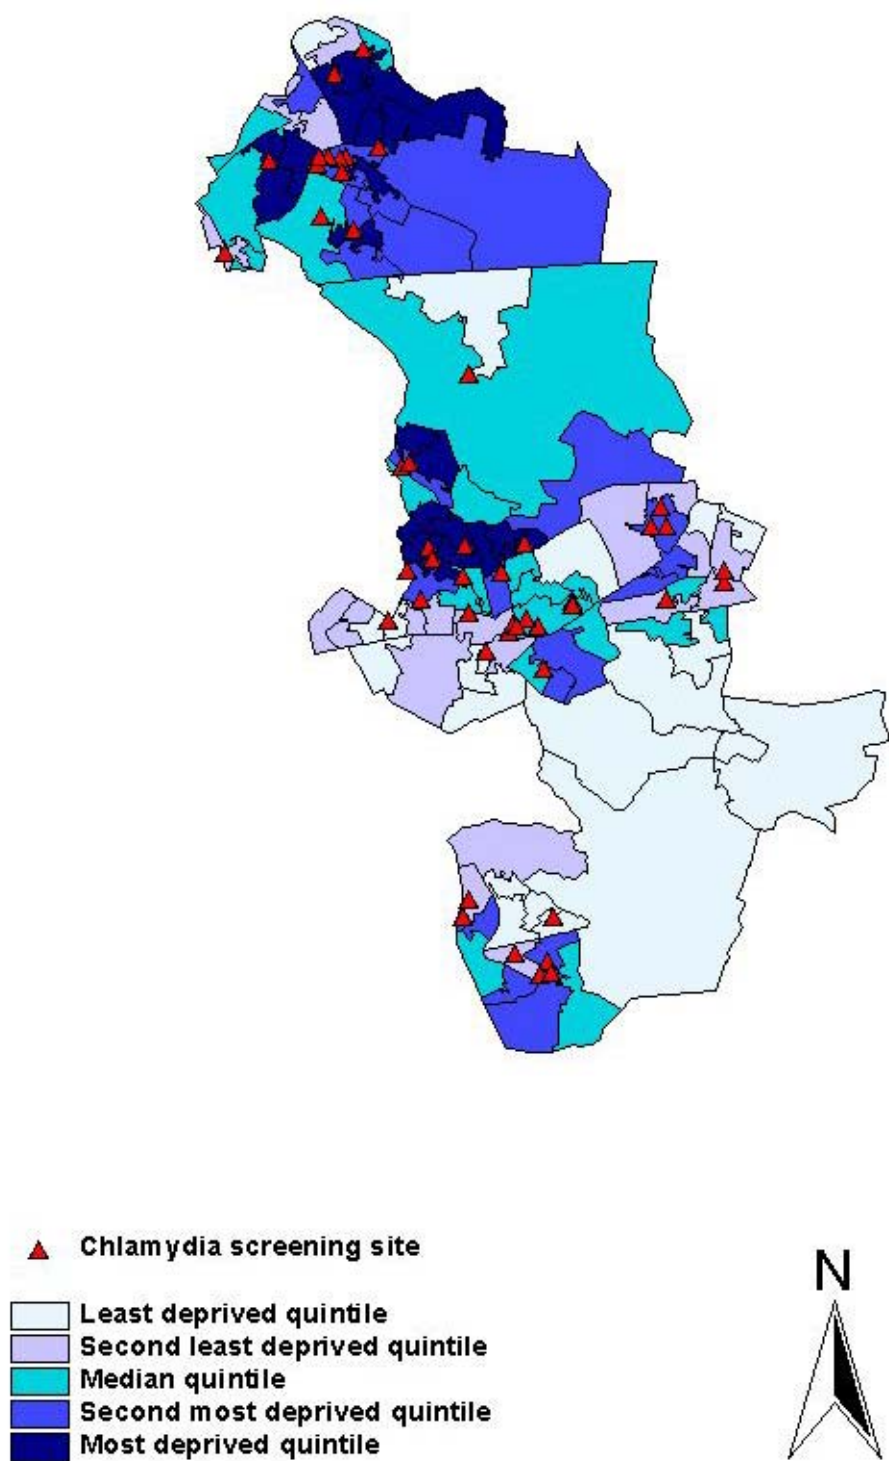 Chlamydia screening site
N
Least deprived quintile
Second least deprived quintile
Median quintile
Second most deprived quintile
Most deprived quintile